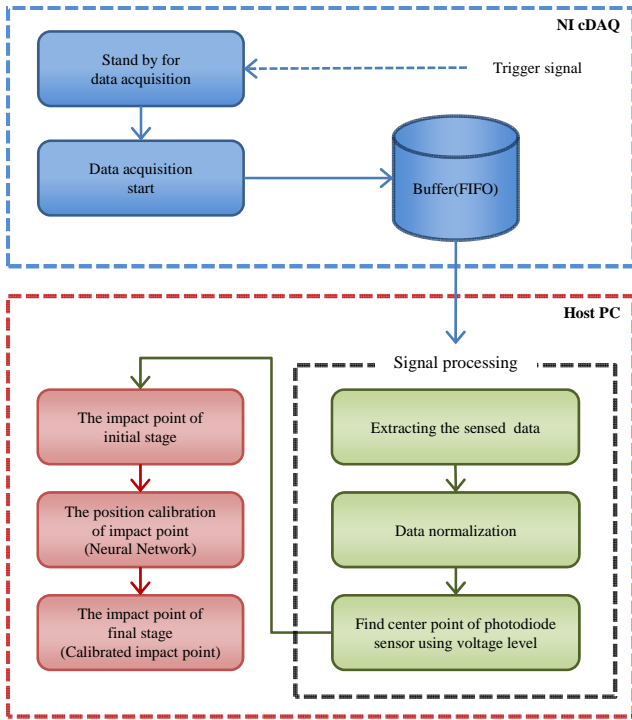 NI cDAQ
Stand by for
data acquisition
Trigger signal
Data acquisition
start
Buffer(FIFO)
Host PC
Signal processing
Extracting the sensed data
Data normalization
Find center point of photodiode
sensor using voltage level
The impact point of
initial stage
The position calibration
of impact point
(Neural Network)
The impact point of
final stage
(Calibrated impact point)